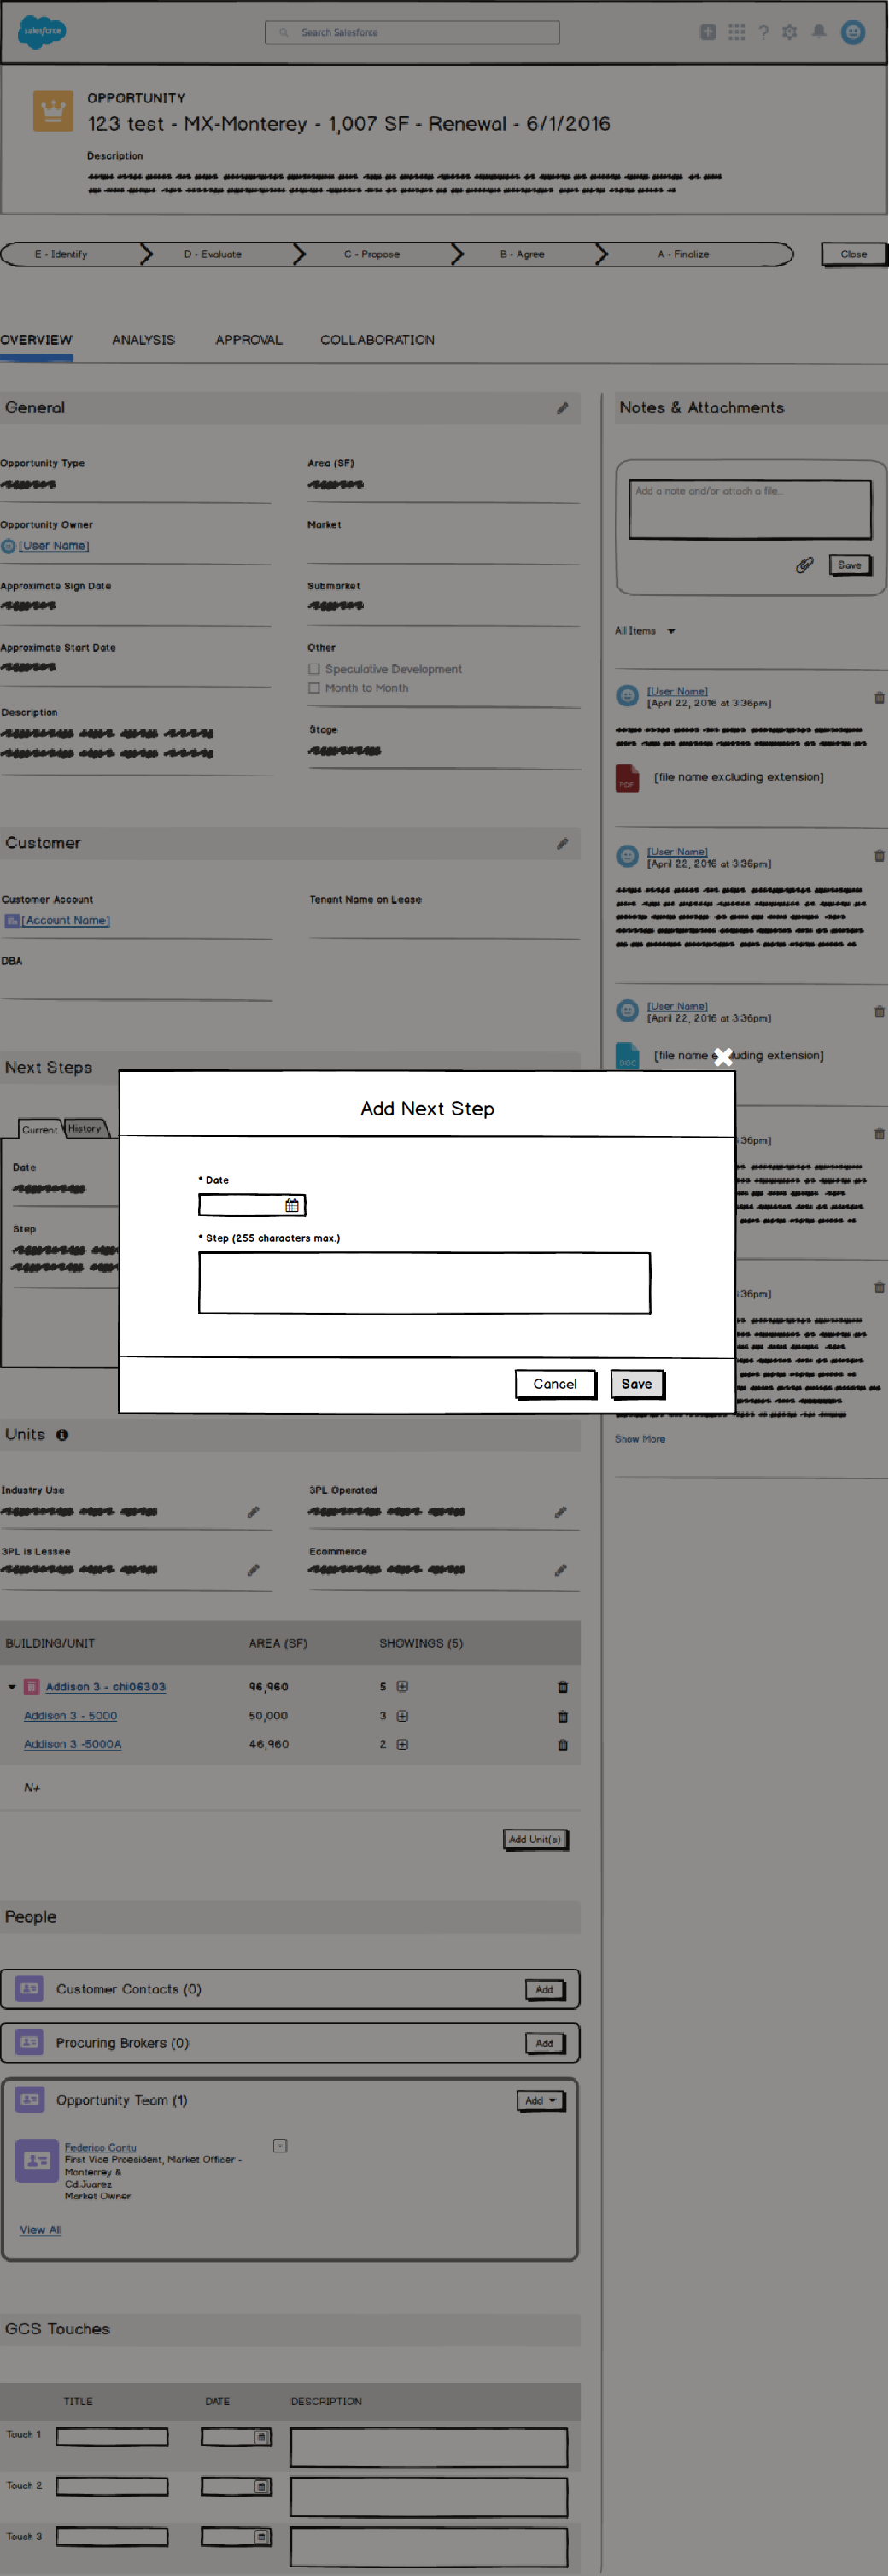 salesforce
Search Salesforce
OPPORTUNITY
123 test - MX-Monterey - 1,007 SF - Renewal - 6/1/2016
Description
E - Identify
D - Evaluate
C - Propose
B - Agree
A - Finalize
Close
OVERVIEW
ANALYSIS
APPROVAL
COLLABORATION
General
Opportunity Type
Area (SF)
Opportunity Owner
Market
[User Name]
Approximate Sign Date
Submarket
Approximate Start Date
Other
Speculative Development
Month to Month
Description
Stage
Customer
Customer Account
Tenant Name on Lease
[Account Name]
DBA
Next Steps
Current
History
Date
Step
Notes & Attachments
Add a note and/or attach a file..
Save
All Items
[User Name]
[April 22, 2016 at 3:36pm]
PDF
[file name excluding extension]
[User Name]
[April 22, 2016 at 3:36pm]
[User Name]
[April 22, 2016 at 3:36pm]
DOC
[file name excluding extension]
:36pm]
:36pm]
Show More
Add Next Step
* Date
* Step (255 characters max.)
Cancel
Save
Units
Industry Use
3PL Operated
3PL is Lessee
Ecommerce
BUILDING/UNIT
AREA (SF)
SHOWINGS (5)
Addison 3 - chi06303
96,960
5
Addison 3 - 5000
50,000
3
Addison 3 -5000A
46,960
2
N+
Add Unit(s)
People
Customer Contacts (0)
Add
Procuring Brokers (0)
Add
Opportunity Team (1)
Add
Federico Cantu
First Vice President, Market Officer -
Monterrey &
Cd.Juarez
Market Owner
View All
GCS Touches
TITLE
DATE
DESCRIPTION
Touch 1
Touch 2
Touch 3